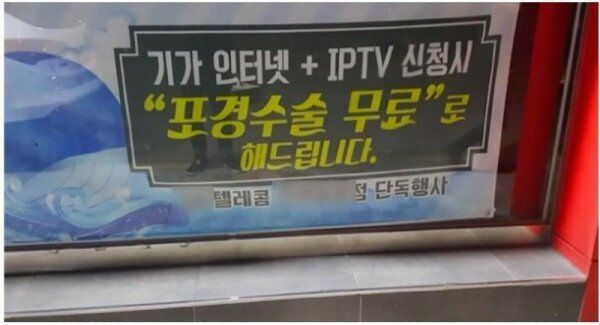 기가 인터넷 + IPTV 신청시
“포경수술 무료”로
해드립니다.
텔레콤 점 단독행사